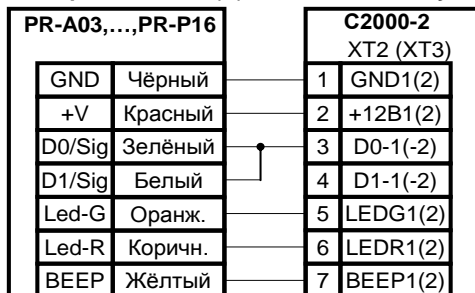 PR-A03,...,PR-P16 C2000-2
XT2 (XT3)
GND Чёрный 1 GND1(2)
+V Красный 2 +12В1(2)
D0/Sig Зелёный 3 D0-1(-2)
D1/Sig Белый 4 D1-1(-2)
Led-G Оранж. 5 LEDG1(2)
Led-R Коричн. 6 LEDR1(2)
BEEP Жёлтый 7 BEEP1(2)